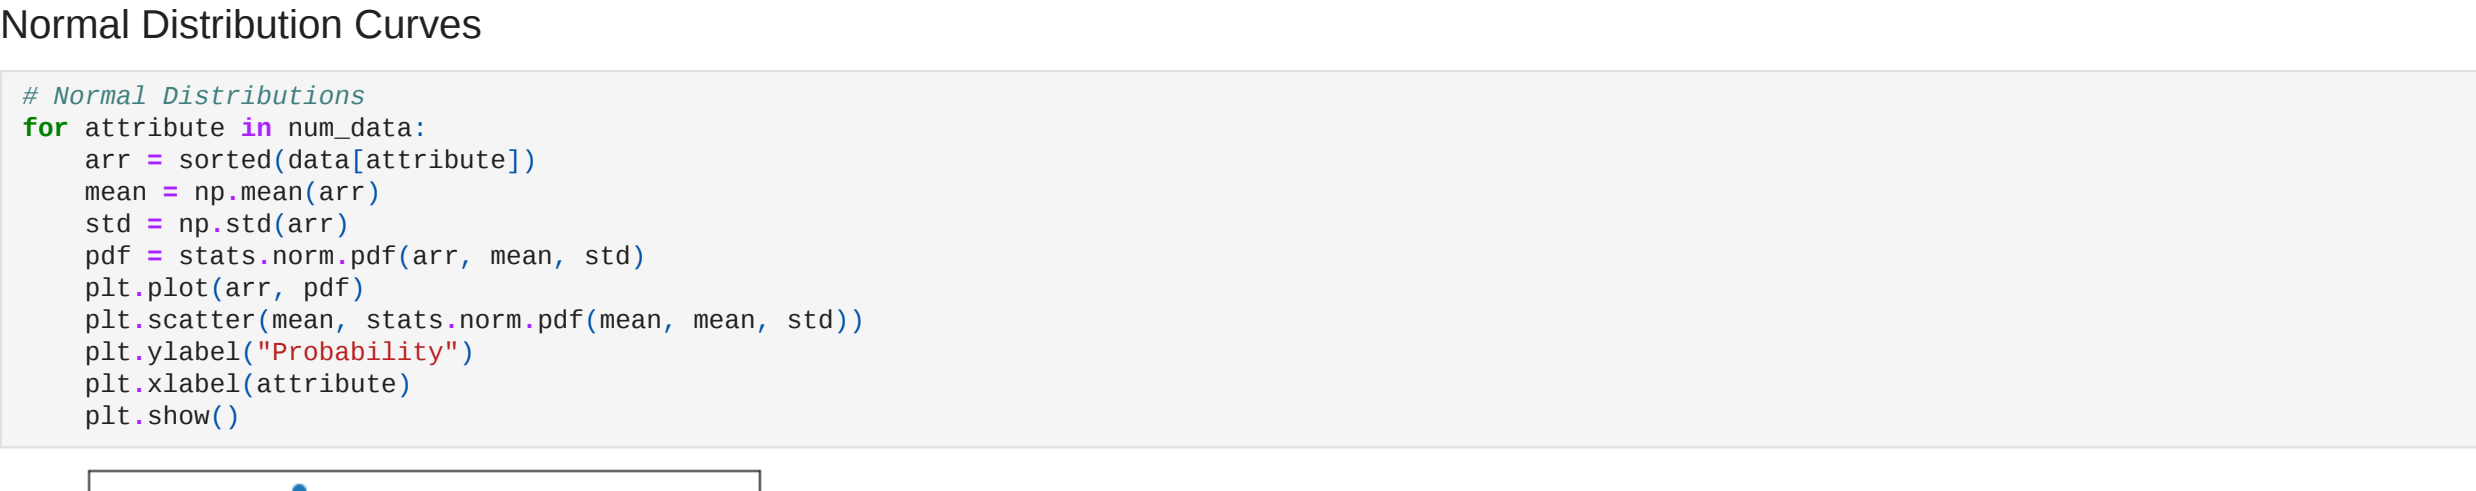 Normal Distribution Curves
# Normal Distributions
for attribute in num_data:
    arr = sorted(data[attribute])
    mean = np.mean(arr)
    std = np.std(arr)
    pdf = stats.norm.pdf(arr, mean, std)
    plt.plot(arr, pdf)
    plt.scatter(mean, stats.norm.pdf(mean, mean, std))
    plt.ylabel("Probability")
    plt.xlabel(attribute)
    plt.show()